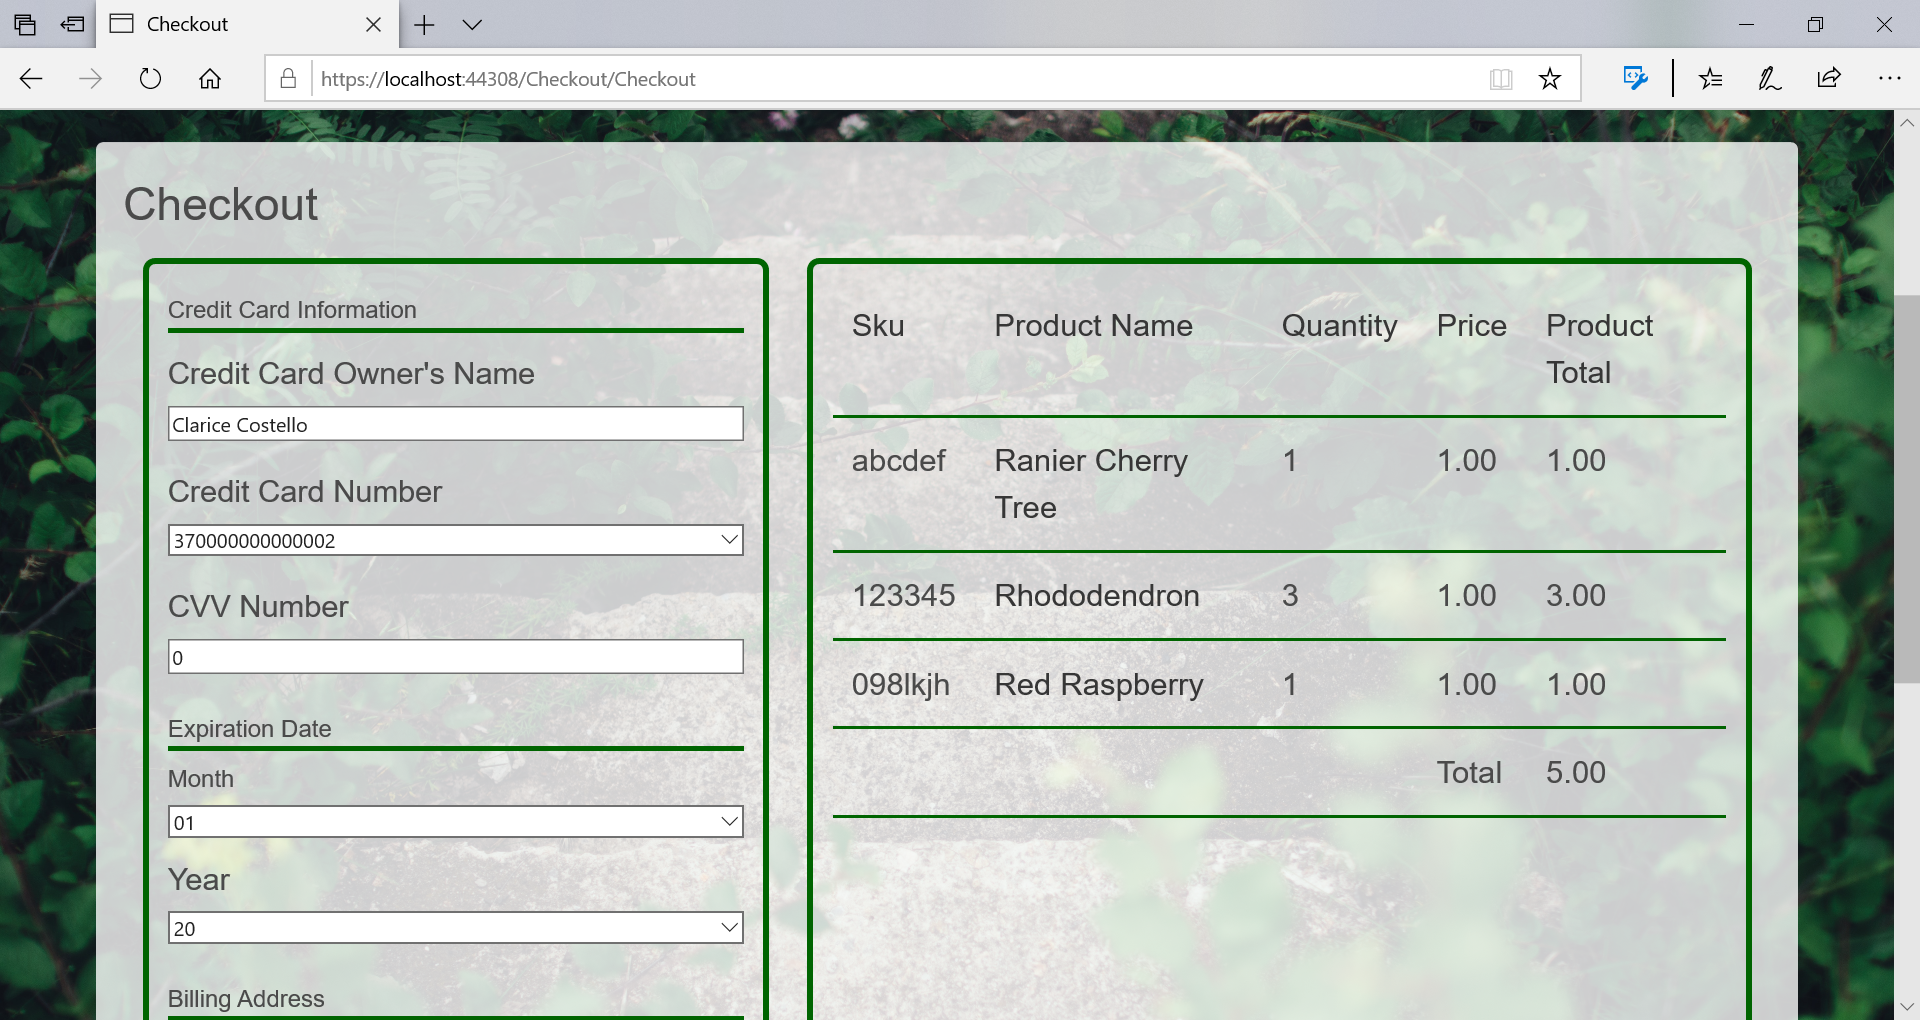 Checkout
https://localhost:44308/Checkout/Checkout
Checkout
Credit Card Information
Credit Card Owner's Name
Clarice Costello
Credit Card Number
370000000000002
CVV Number
0
Expiration Date
Month
01
Year
20
Billing Address
Sku Product Name Quantity Price Product
Total
abcdef Ranier Cherry 1 1.00 1.00
Tree
123345 Rhododendron 3 1.00 3.00
098lkjh Red Raspberry 1 1.00 1.00
Total 5.00